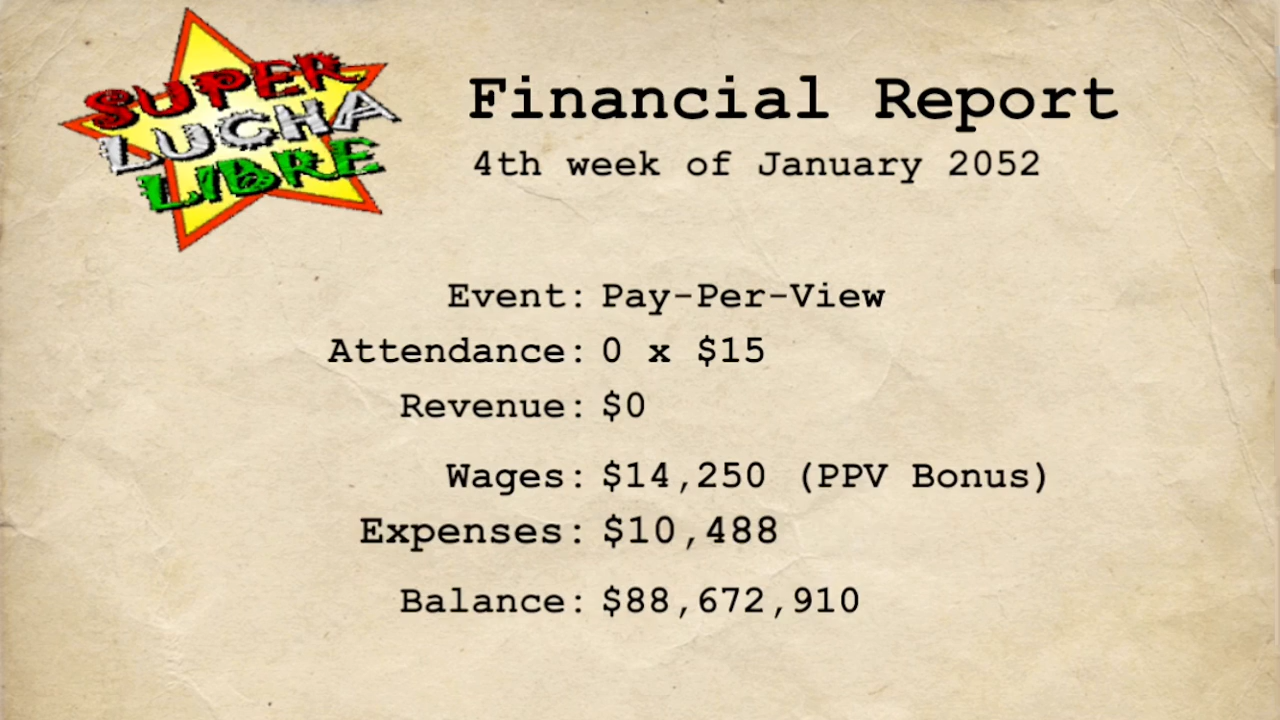 SUPER
LUCHA
LIBRE
Financial Report
4th week of January 2052
Event: Pay-Per-View
Attendance: 0 x $15
Revenue: $0
Wages: $14,250 (PPV Bonus)
Expenses: $10,488
Balance: $88,672,910